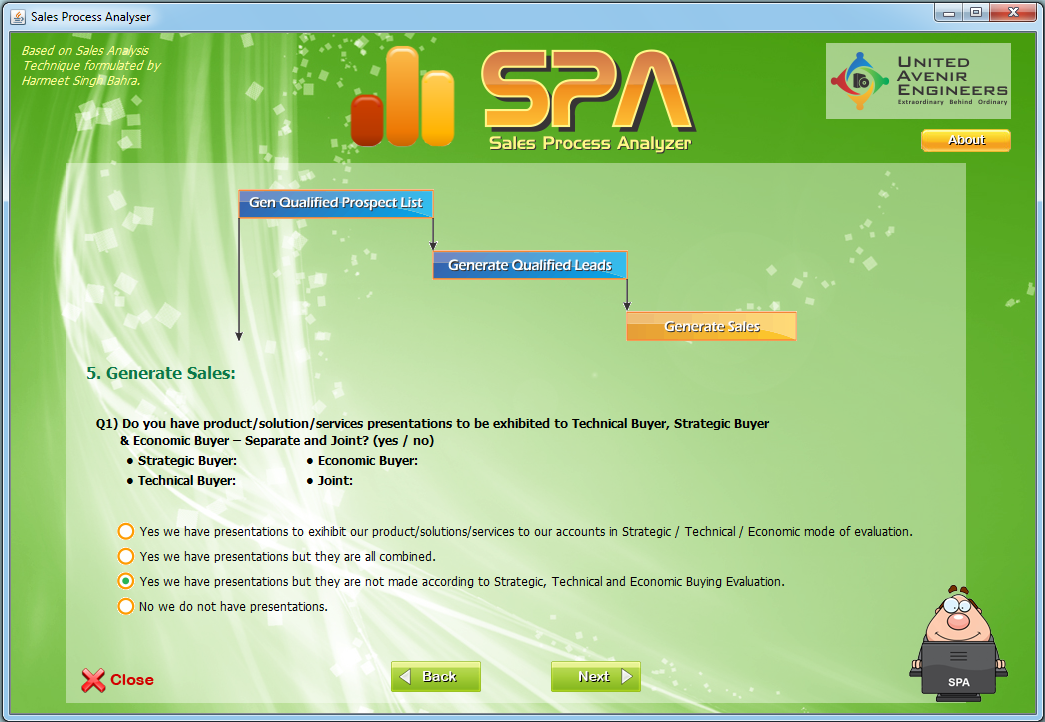 Sales Process Analyser
Based on Sales Analysis
Technique formulated by
Harmeet Singh Bahra.
SPA
Sales Process Analyzer
UNITED
AVENIR
ENGINEERS
Extraordinary Behind Ordinary
About
Gen Qualified Prospect List
Generate Qualified Leads
Generate Sales
5. Generate Sales:
Q1) Do you have product/solution/services presentations to be exhibited to Technical Buyer, Strategic Buyer
& Economic Buyer – Separate and Joint? (yes / no)
• Strategic Buyer: • Economic Buyer:
• Technical Buyer: • Joint:
Yes we have presentations to exihibit our product/solutions/services to our accounts in Strategic / Technical / Economic mode of evaluation.
Yes we have presentations but they are all combined.
Yes we have presentations but they are not made according to Strategic, Technical and Economic Buying Evaluation.
No we do not have presentations.
Close
Back
Next
SPA